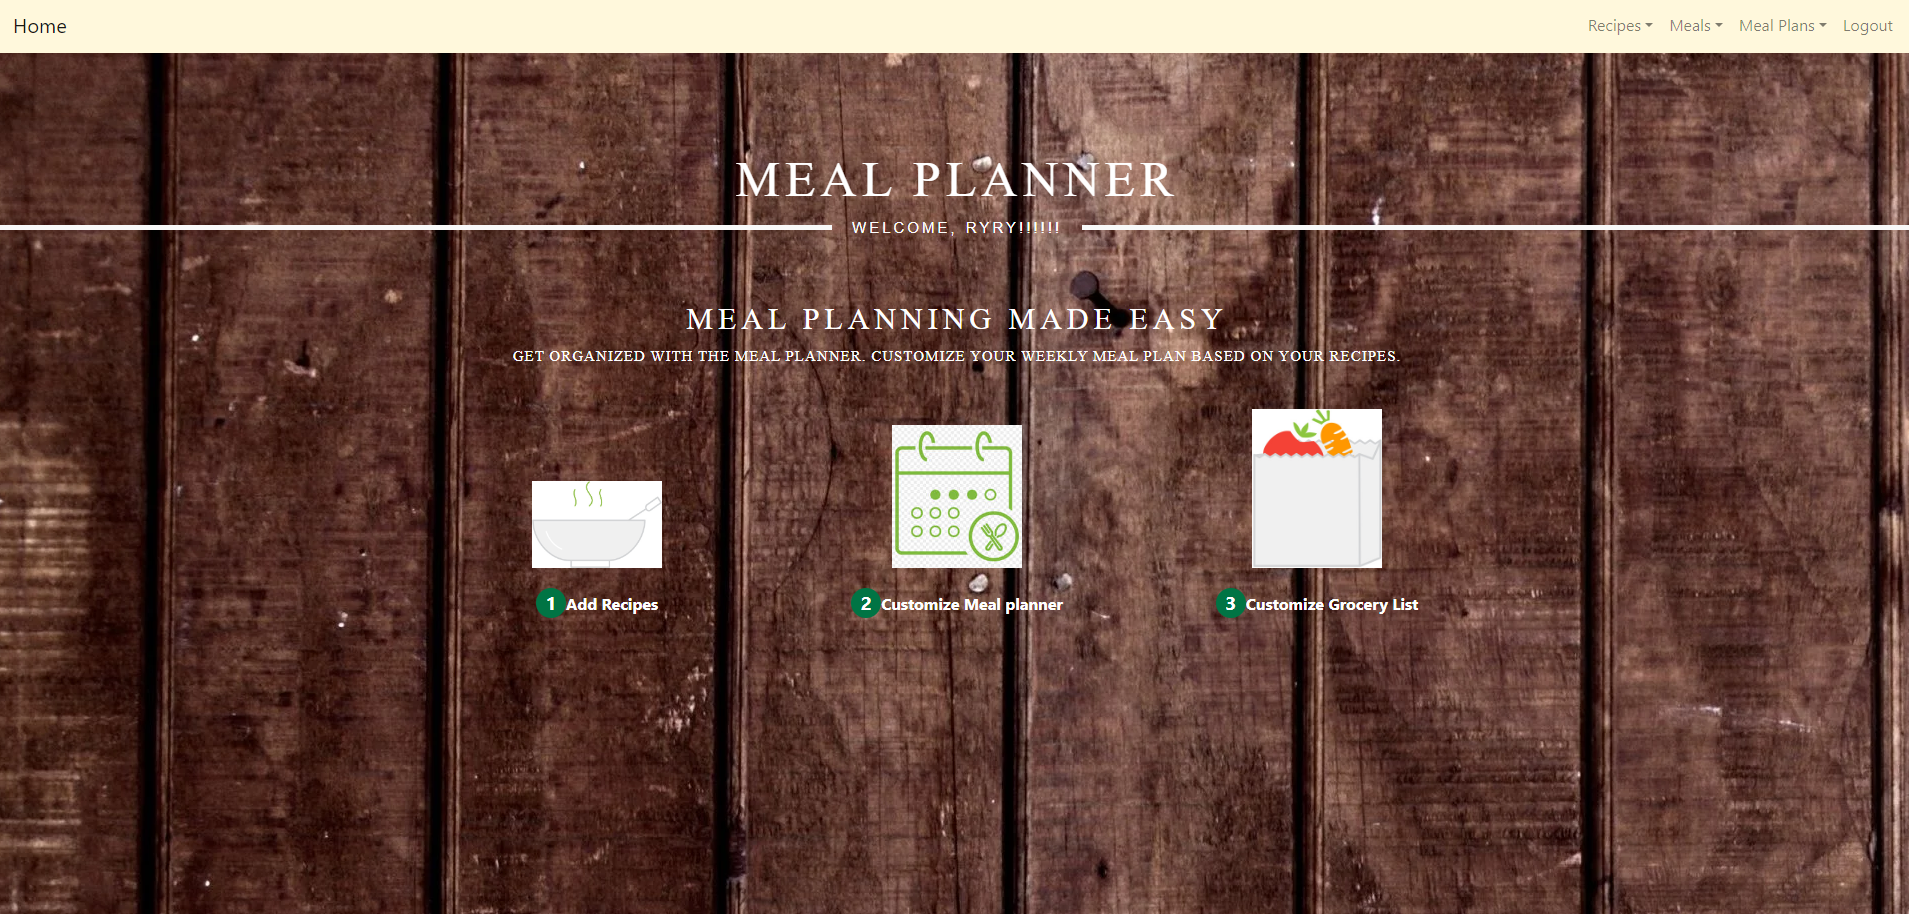 Home Recipes Meals Meal Plans Logout
MEAL PLANNER
WELCOME, RYRY!!!!!!
MEAL PLANNING MADE EASY
GET ORGANIZED WITH THE MEAL PLANNER. CUSTOMIZE YOUR WEEKLY MEAL PLAN BASED ON YOUR RECIPES.
1 Add Recipes
2 Customize Meal planner
3 Customize Grocery List